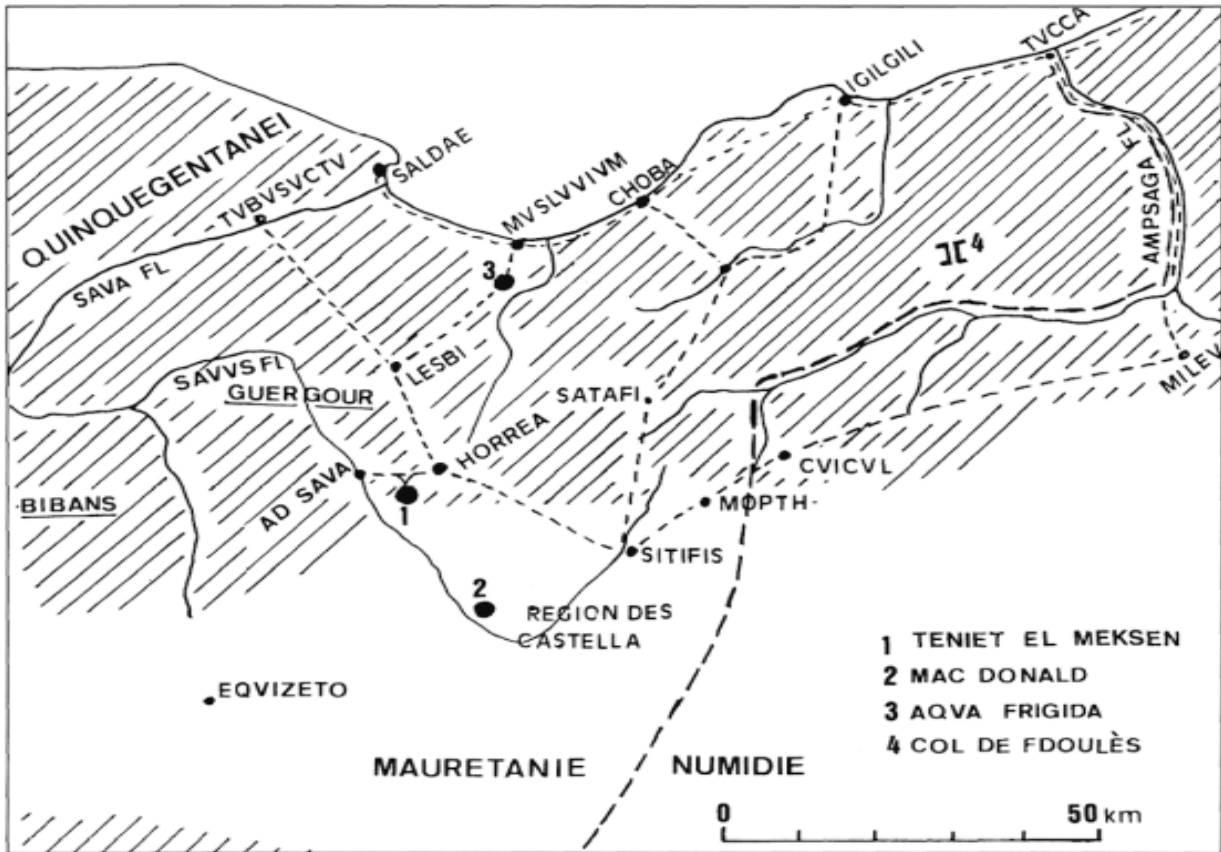 TVCCA
IGILGILI
QUINQUEGENTANEI
SALDAE
TVBVSVCTV
MVSLVVIVM
CHOBA
AMPSAGA FL
4
3
SAVA FL
SAVVS FL
GUERGOUR
LESBI
SATAFI
MILEV
HORREA
CVICVL
AD SAVA
BIBANS
1
MOPTH
SITIFIS
2
REGION DES
CASTELLA
EQVIZETO
1 TENIET EL MEKSEN
2 MAC DONALD
3 AQVA FRIGIDA
4 COL DE FDOULÈS
MAURETANIE
NUMIDIE
0 50 km